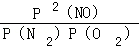 P ² (NO)
P (N ₂) P (O ₂)